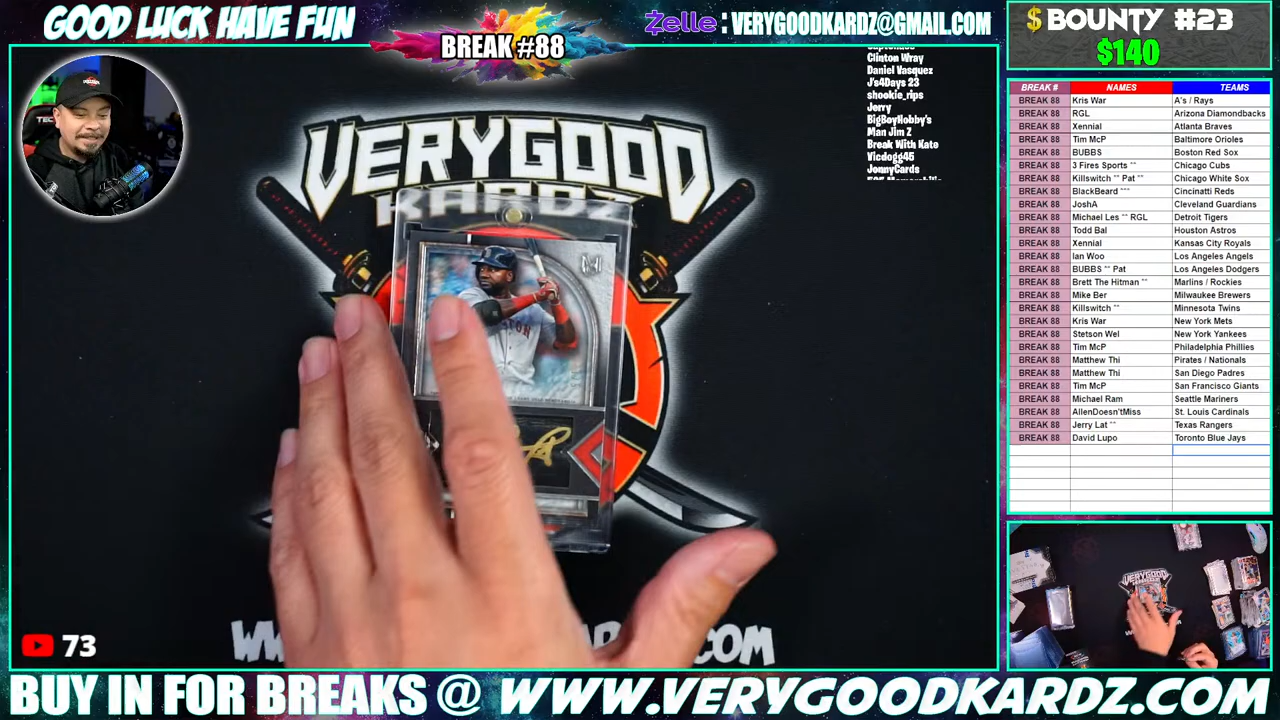 GOOD LUCK HAVE FUN
BREAK #88
Zelle : VERYGOODKARDZ@GMAIL.COM
$ BOUNTY #23
$140
Clinton Wray
Daniel Vasquez
J's4Days 23
shookie_rips
Jerry
BigBoyHobby's
Man Jim Z
Break With Kato
Vicdogg45
JonnyCards
VERYGOOD
KARDZ
BREAK # NAMES TEAMS
BREAK 88 Kris War A's / Rays
BREAK 88 RGL Arizona Diamondbacks
BREAK 88 Xennial Atlanta Braves
BREAK 88 Tim McP Baltimore Orioles
BREAK 88 BUBBS Boston Red Sox
BREAK 88 3 Fires Sports ** Chicago Cubs
BREAK 88 Killswitch ** Pat ** Chicago White Sox
BREAK 88 BlackBeard *** Cincinatti Reds
BREAK 88 JoshA Cleveland Guardians
BREAK 88 Michael Les ** RGL Detroit Tigers
BREAK 88 Todd Bal Houston Astros
BREAK 88 Xennial Kansas City Royals
BREAK 88 Ian Woo Los Angeles Angels
BREAK 88 BUBBS ** Pat Los Angeles Dodgers
BREAK 88 Brett The Hitman ** Marlins / Rockies
BREAK 88 Mike Ber Milwaukee Brewers
BREAK 88 Killswitch ** Minnesota Twins
BREAK 88 Kris War New York Mets
BREAK 88 Stetson Wel New York Yankees
BREAK 88 Tim McP Philadelphia Phillies
BREAK 88 Matthew Thi Pirates / Nationals
BREAK 88 Matthew Thi San Diego Padres
BREAK 88 Tim McP San Francisco Giants
BREAK 88 Michael Ram Seattle Mariners
BREAK 88 AllenDoesn'tMiss St. Louis Cardinals
BREAK 88 Jerry Lat ** Texas Rangers
BREAK 88 David Lupo Toronto Blue Jays
73
BUY IN FOR BREAKS @ WWW.VERYGOODKARDZ.COM